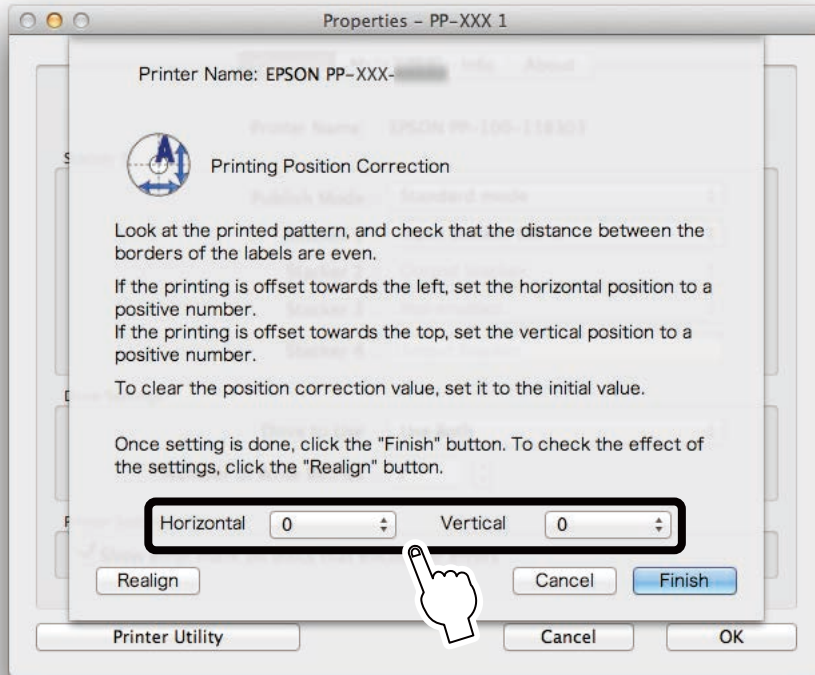 Properties – PP-XXX 1
Printer Name: EPSON PP-XXX-
Printing Position Correction
Look at the printed pattern, and check that the distance between the
borders of the labels are even.
If the printing is offset towards the left, set the horizontal position to a
positive number.
If the printing is offset towards the top, set the vertical position to a
positive number.
To clear the position correction value, set it to the initial value.
Once setting is done, click the "Finish" button. To check the effect of
the settings, click the "Realign" button.
Horizontal 0 Vertical 0
Realign Cancel Finish
Printer Utility Cancel OK